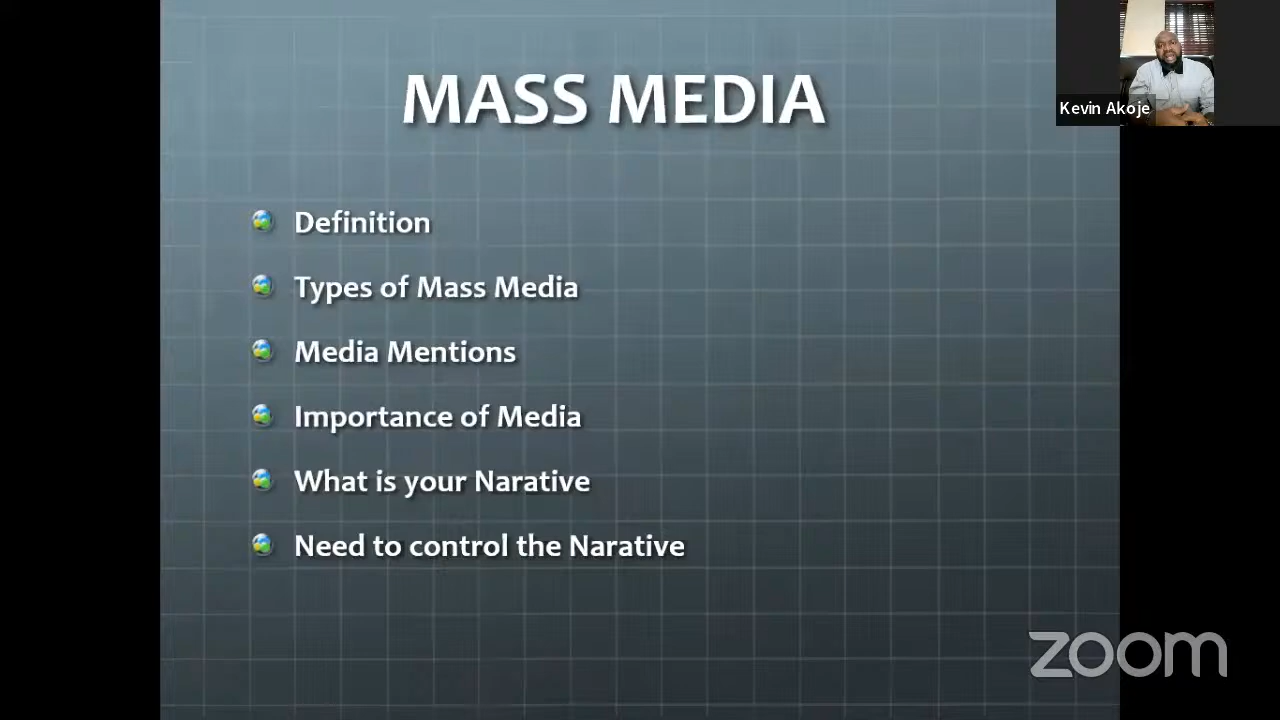 MASS MEDIA
Kevin Akoje
Definition
Types of Mass Media
Media Mentions
Importance of Media
What is your Narative
Need to control the Narative
zoom